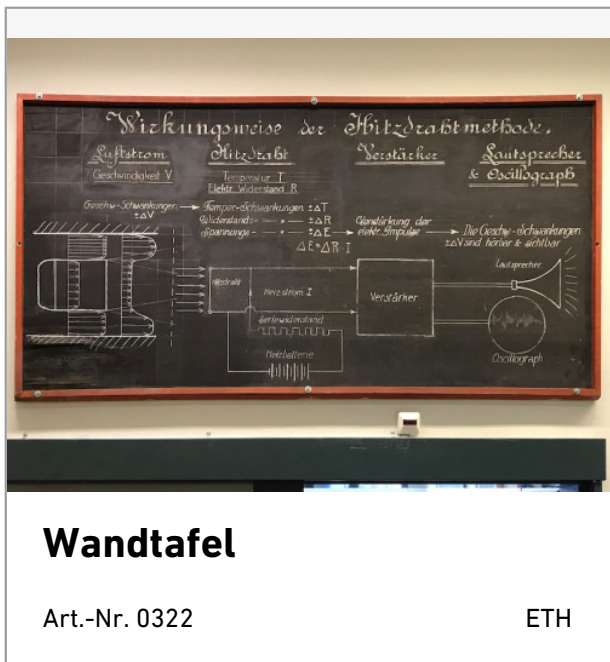 Wirkungsweise der Hitzdrahtmethode.
Luftstrom Hitzdraht Verstärker Lautsprecher
& Oscillograph
Geschwindigkeit V Temperatur T
Elektr. Widerstand R
Geschw.-Schwankungen → Temper-Schwankungen ±ΔT
±ΔV Widerstand- " ±ΔR Verstärkung der → Die Geschw.-Schwankungen
Spannungs- " ±ΔE → elektr. Impulse ±ΔV sind hörbar & sichtbar
ΔE=ΔR·I
Lautsprecher
Hitzdraht
Heizstrom I
Verstärker
Seriewiderstand
Heizbatterie
Oscillograph
Wandtafel
Art.-Nr. 0322 ETH